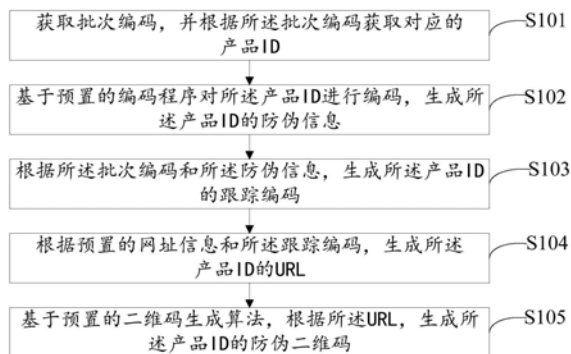 获取批次编码，并根据所述批次编码获取对应的
产品ID
S101
基于预置的编码程序对所述产品ID进行编码，生成所
述产品ID的防伪信息
S102
根据所述批次编码和所述防伪信息，生成所述产品ID
的跟踪编码
S103
根据预置的网址信息和所述跟踪编码，生成所述
产品ID的URL
S104
基于预置的二维码生成算法，根据所述URL，生成所
述产品ID的防伪二维码
S105